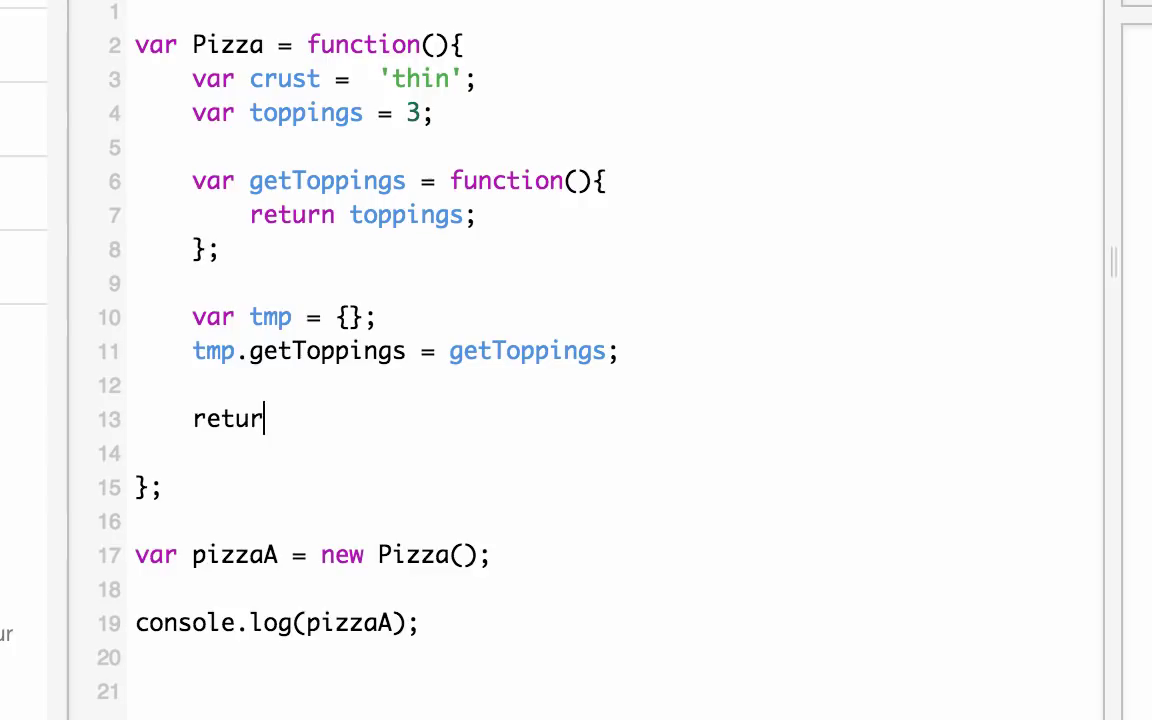 1
2 var Pizza = function(){
3 var crust =  'thin';
4 var toppings = 3;
5
6 var getToppings = function(){
7 return toppings;
8 };
9
10 var tmp = {};
11 tmp.getToppings = getToppings;
12
13 retur
14
15 };
16
17 var pizzaA = new Pizza();
18
19 console.log(pizzaA);
ur
20
21